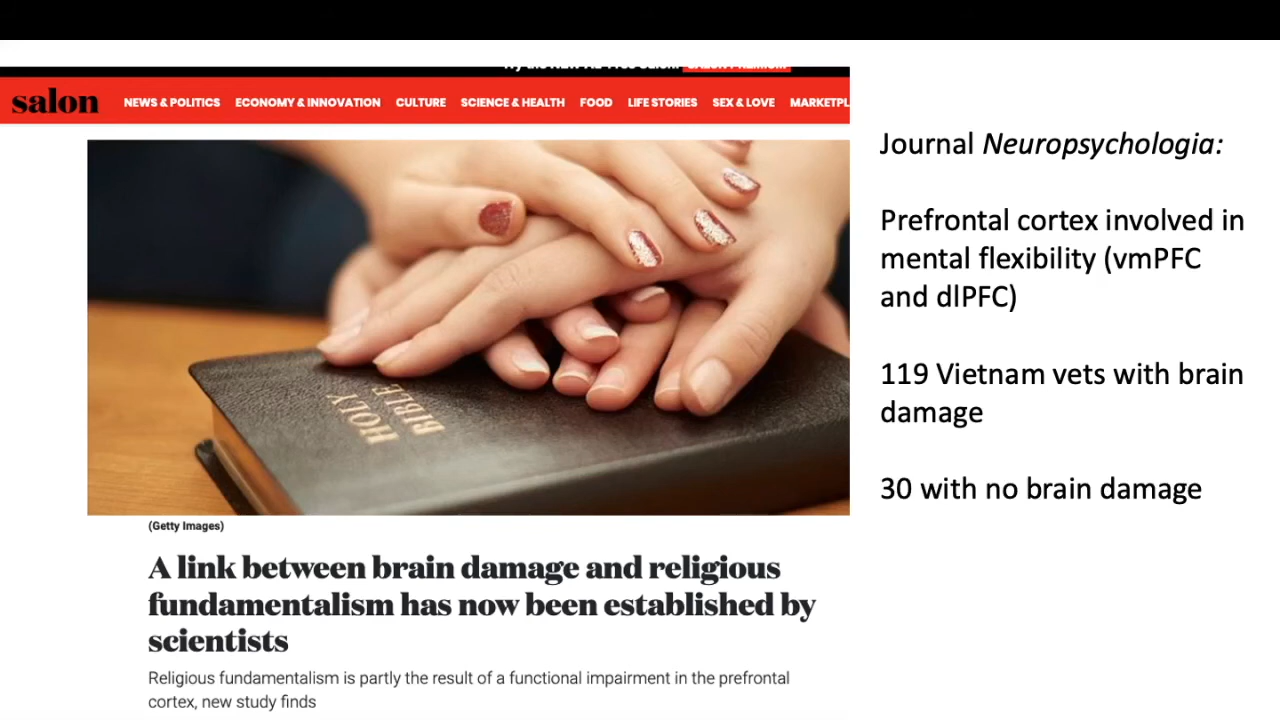 salon
NEWS & POLITICS ECONOMY & INNOVATION CULTURE SCIENCE & HEALTH FOOD LIFE STORIES SEX & LOVE MARKETPL
HOLY
BIBLE
(Getty Images)
A link between brain damage and religious
fundamentalism has now been established by
scientists
Religious fundamentalism is partly the result of a functional impairment in the prefrontal
cortex, new study finds
Journal Neuropsychologia:
Prefrontal cortex involved in
mental flexibility (vmPFC
and dlPFC)
119 Vietnam vets with brain
damage
30 with no brain damage